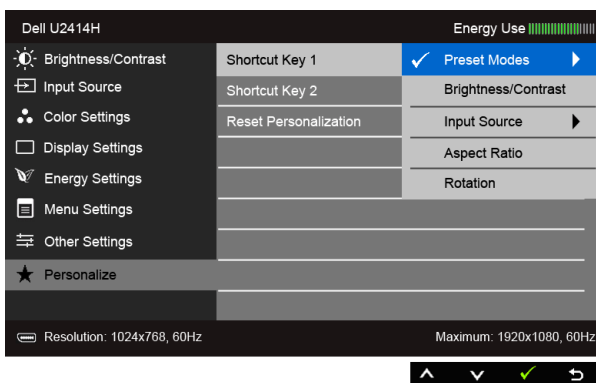 Dell U2414H
Energy Use
Brightness/Contrast
Shortcut Key 1
Preset Modes
Input Source
Shortcut Key 2
Brightness/Contrast
Color Settings
Reset Personalization
Input Source
Display Settings
Aspect Ratio
Energy Settings
Rotation
Menu Settings
Other Settings
Personalize
Resolution: 1024x768, 60Hz
Maximum: 1920x1080, 60Hz